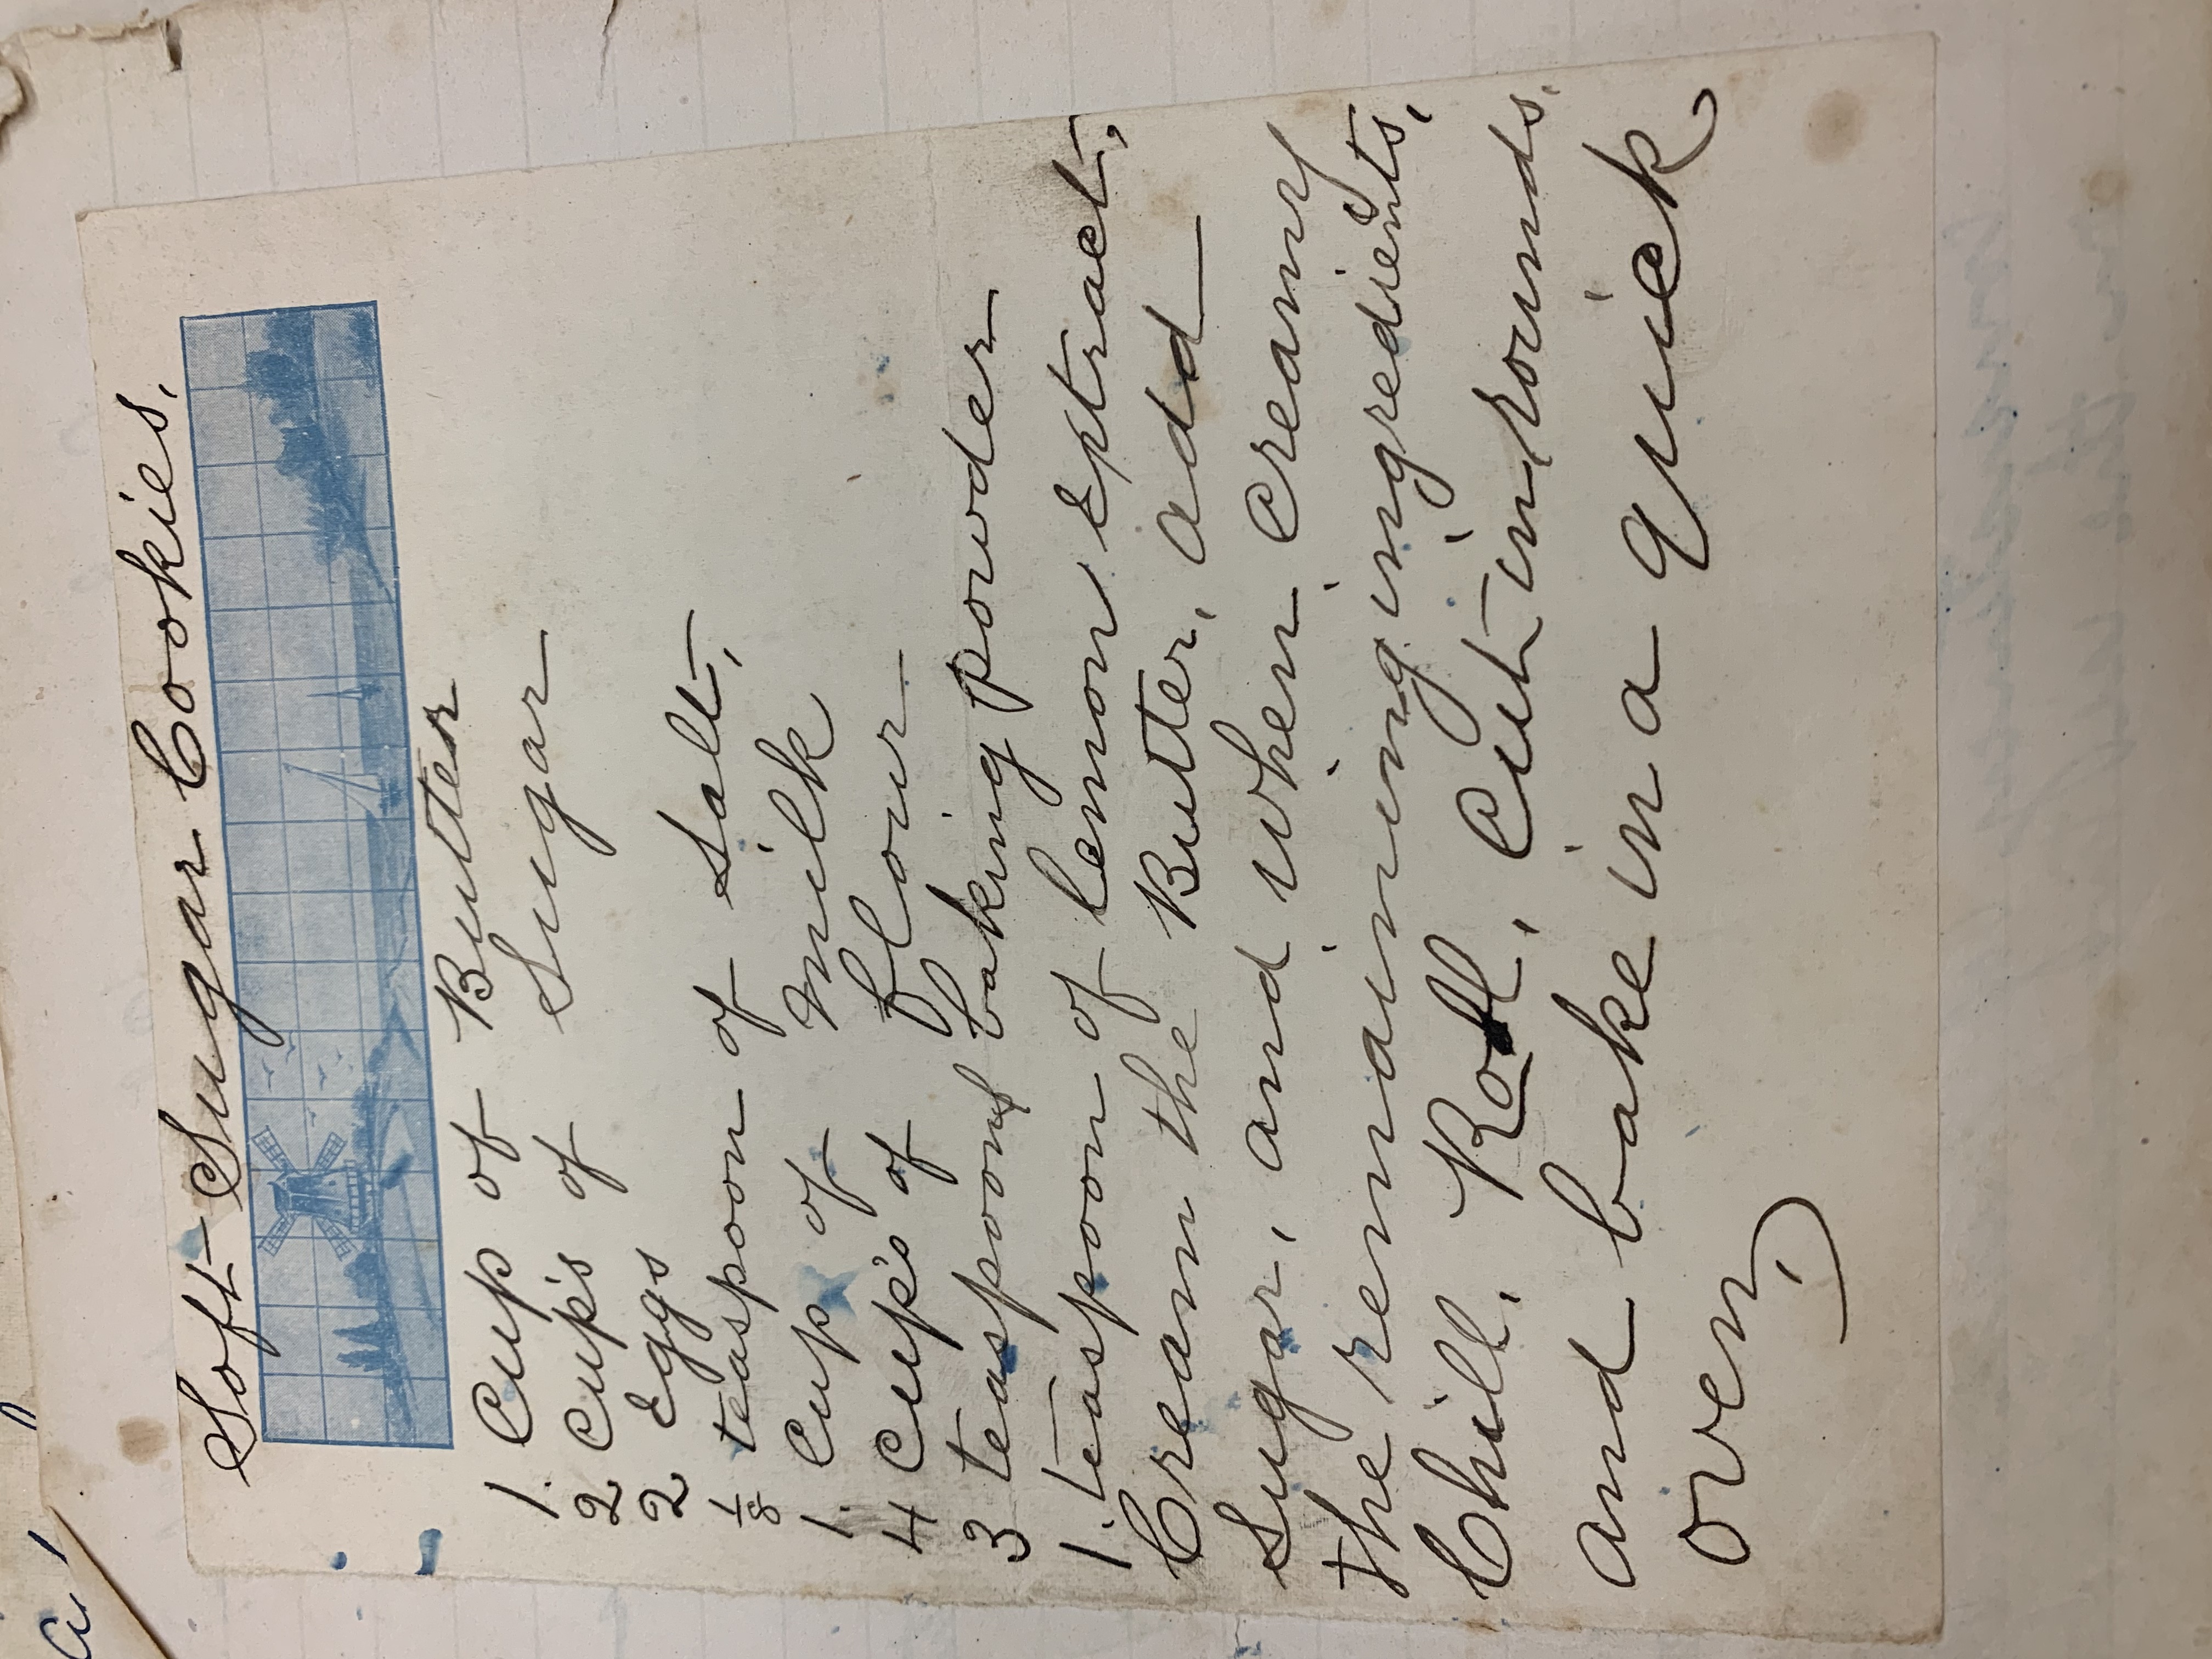 Soft Sugar Cookies,
1. Cup of Butter
2 Cup's of Sugar
2 Eggs
1/8 teaspoon of Salt,
1. Cup of milk
4 Cup's of flour
3 teaspoons baking powder
1. teaspoon of lemon Extract,
Cream the Butter, add
Sugar, and when Creamy
the remaining ingredients,
Chill, Roll, Cut in rounds,
and bake in a quick
oven,